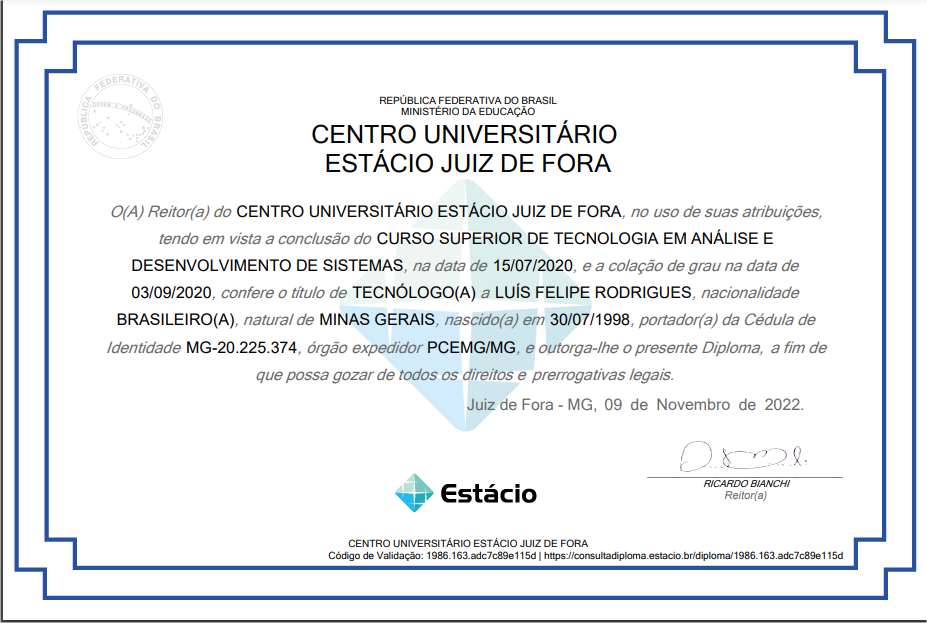 REPÚBLICA FEDERATIVA DO BRASIL
REPÚBLICA FEDERATIVA DO BRASIL
MINISTÉRIO DA EDUCAÇÃO
CENTRO UNIVERSITÁRIO
ESTÁCIO JUIZ DE FORA
O(A) Reitor(a) do CENTRO UNIVERSITÁRIO ESTÁCIO JUIZ DE FORA, no uso de suas atribuições,
tendo em vista a conclusão do CURSO SUPERIOR DE TECNOLOGIA EM ANÁLISE E
DESENVOLVIMENTO DE SISTEMAS, na data de 15/07/2020, e a colação de grau na data de
03/09/2020, confere o título de TECNÓLOGO(A) a LUÍS FELIPE RODRIGUES, nacionalidade
BRASILEIRO(A), natural de MINAS GERAIS, nascido(a) em 30/07/1998, portador(a) da Cédula de
Identidade MG-20.225.374, órgão expedidor PCEMG/MG, e outorga-lhe o presente Diploma, a fim de
que possa gozar de todos os direitos e prerrogativas legais.
Juiz de Fora - MG, 09 de Novembro de 2022.
RICARDO BIANCHI
Reitor(a)
Estácio
CENTRO UNIVERSITÁRIO ESTÁCIO JUIZ DE FORA
Código de Validação: 1986.163.adc7c89e115d | https://consultadiploma.estacio.br/diploma/1986.163.adc7c89e115d